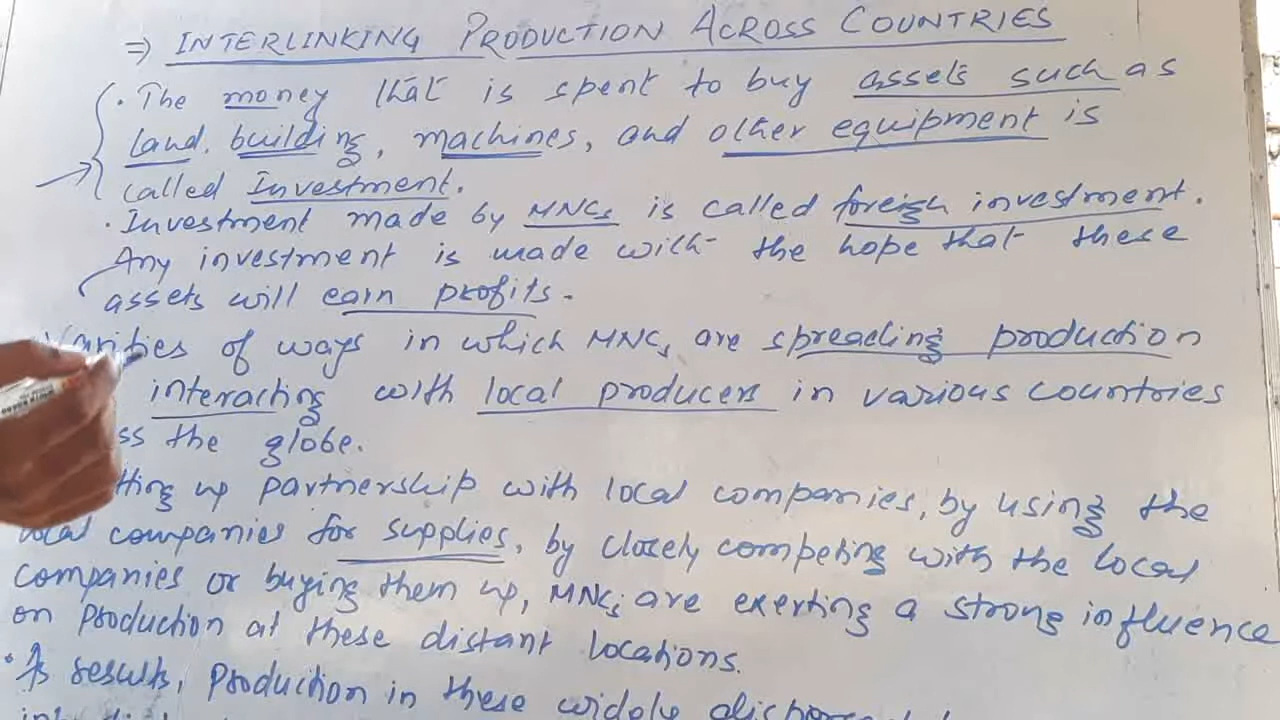 ⇒ INTERLINKING PRODUCTION ACROSS COUNTRIES
· The money that is spent to buy assets such as
land, building, machines, and other equipment is
called Investment.
· Investment made by MNCs is called foreign investment.
Any investment is made with the hope that these
assets will earn profits.
Varities of ways in which MNCs are spreading production
interacting with local producers in various countries
the globe.
up partnership with local companies, by using the
local companies for supplies, by closely competing with the local
companies or buying them up, MNCs are exerting a strong influence
on production at these distant locations.
· As results, production in these widely